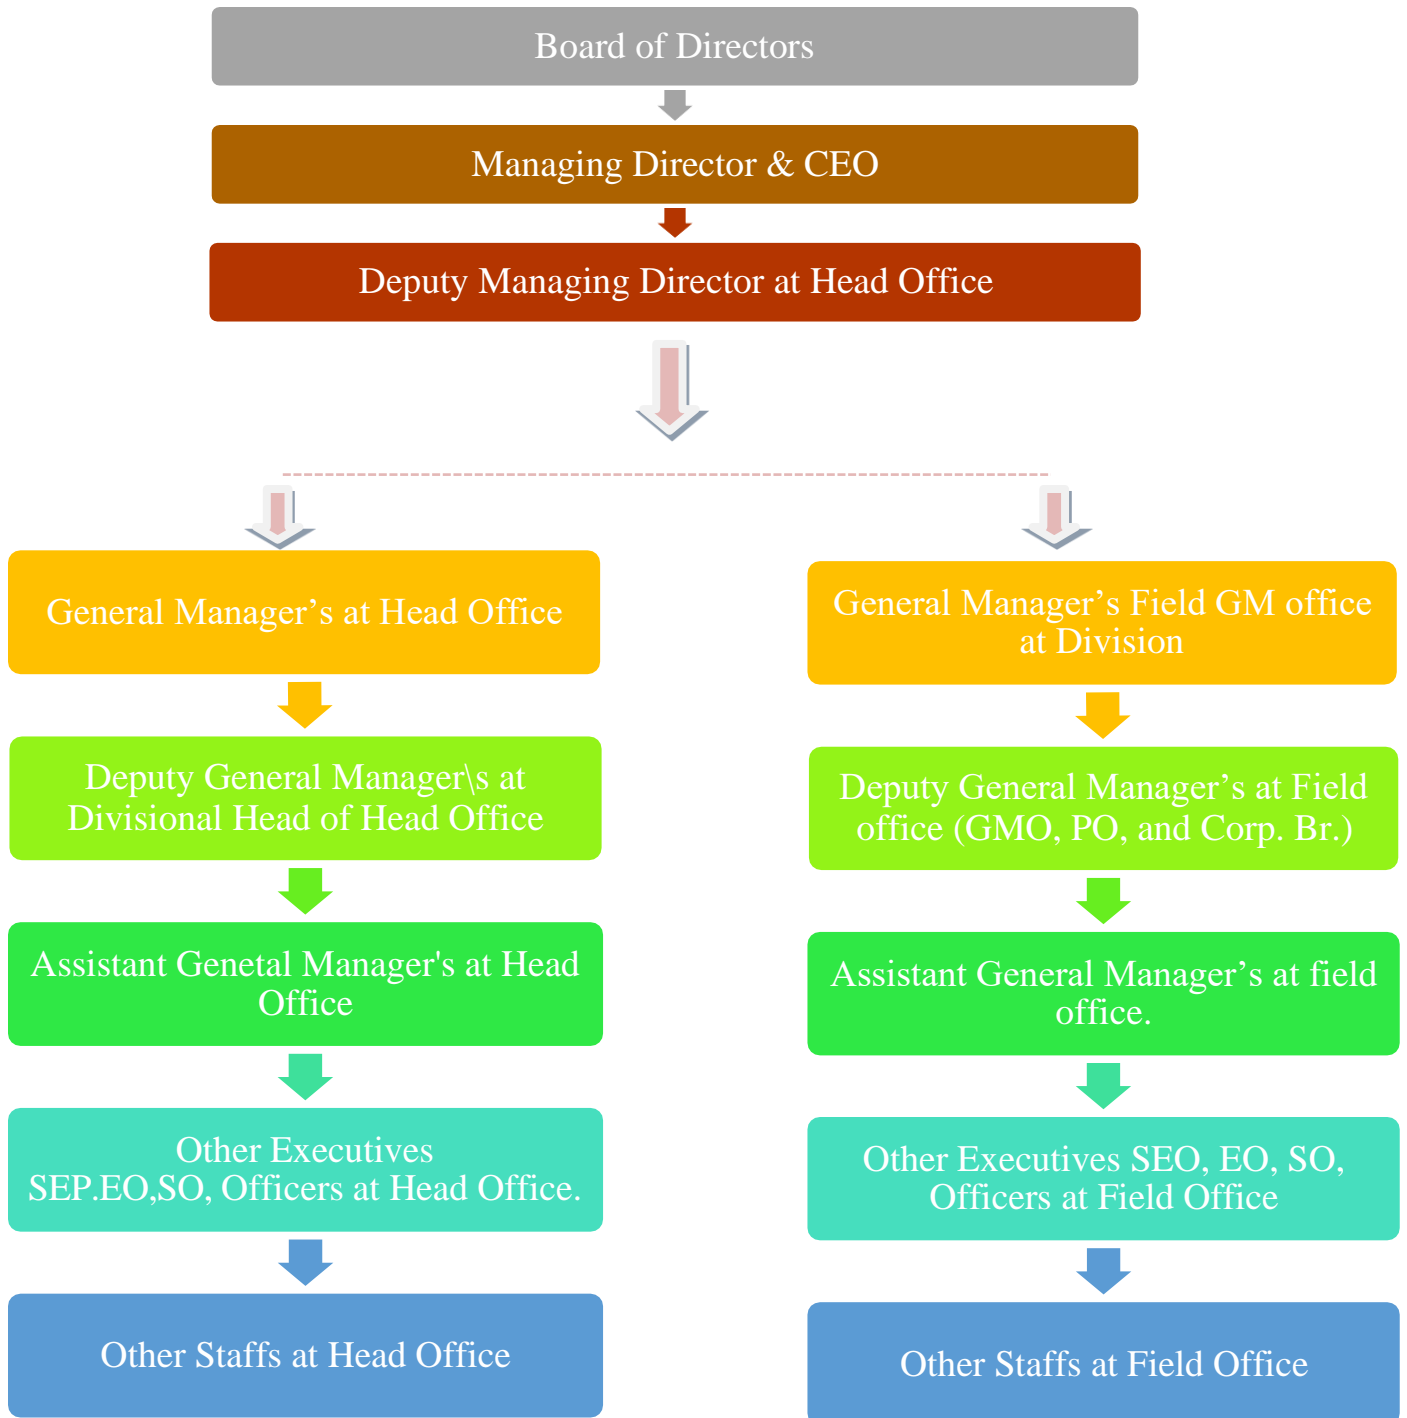 Board of Directors
Managing Director & CEO
Deputy Managing Director at Head Office
General Manager’s at Head Office
Deputy General Manager\s at
Divisional Head of Head Office
Assistant Genetal Manager's at Head
Office
Other Executives
SEP.EO,SO, Officers at Head Office.
Other Staffs at Head Office
General Manager’s Field GM office
at Division
Deputy General Manager’s at Field
office (GMO, PO, and Corp. Br.)
Assistant General Manager’s at field
office.
Other Executives SEO, EO, SO,
Officers at Field Office
Other Staffs at Field Office